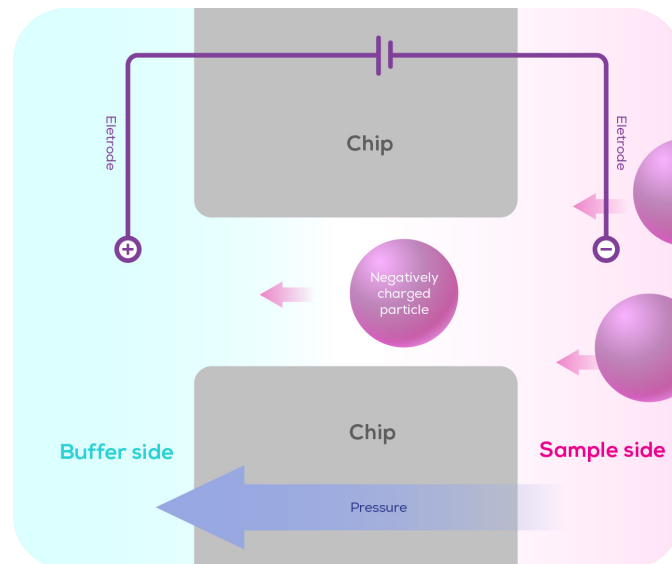 Eletrode
Chip
Eletrode
+
−
Negatively
charged
particle
Chip
Buffer side
Sample side
Pressure